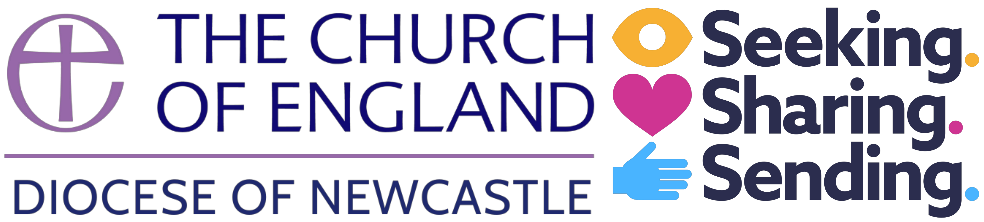 THE CHURCH
OF ENGLAND
DIOCESE OF NEWCASTLE
Seeking.
Sharing.
Sending.